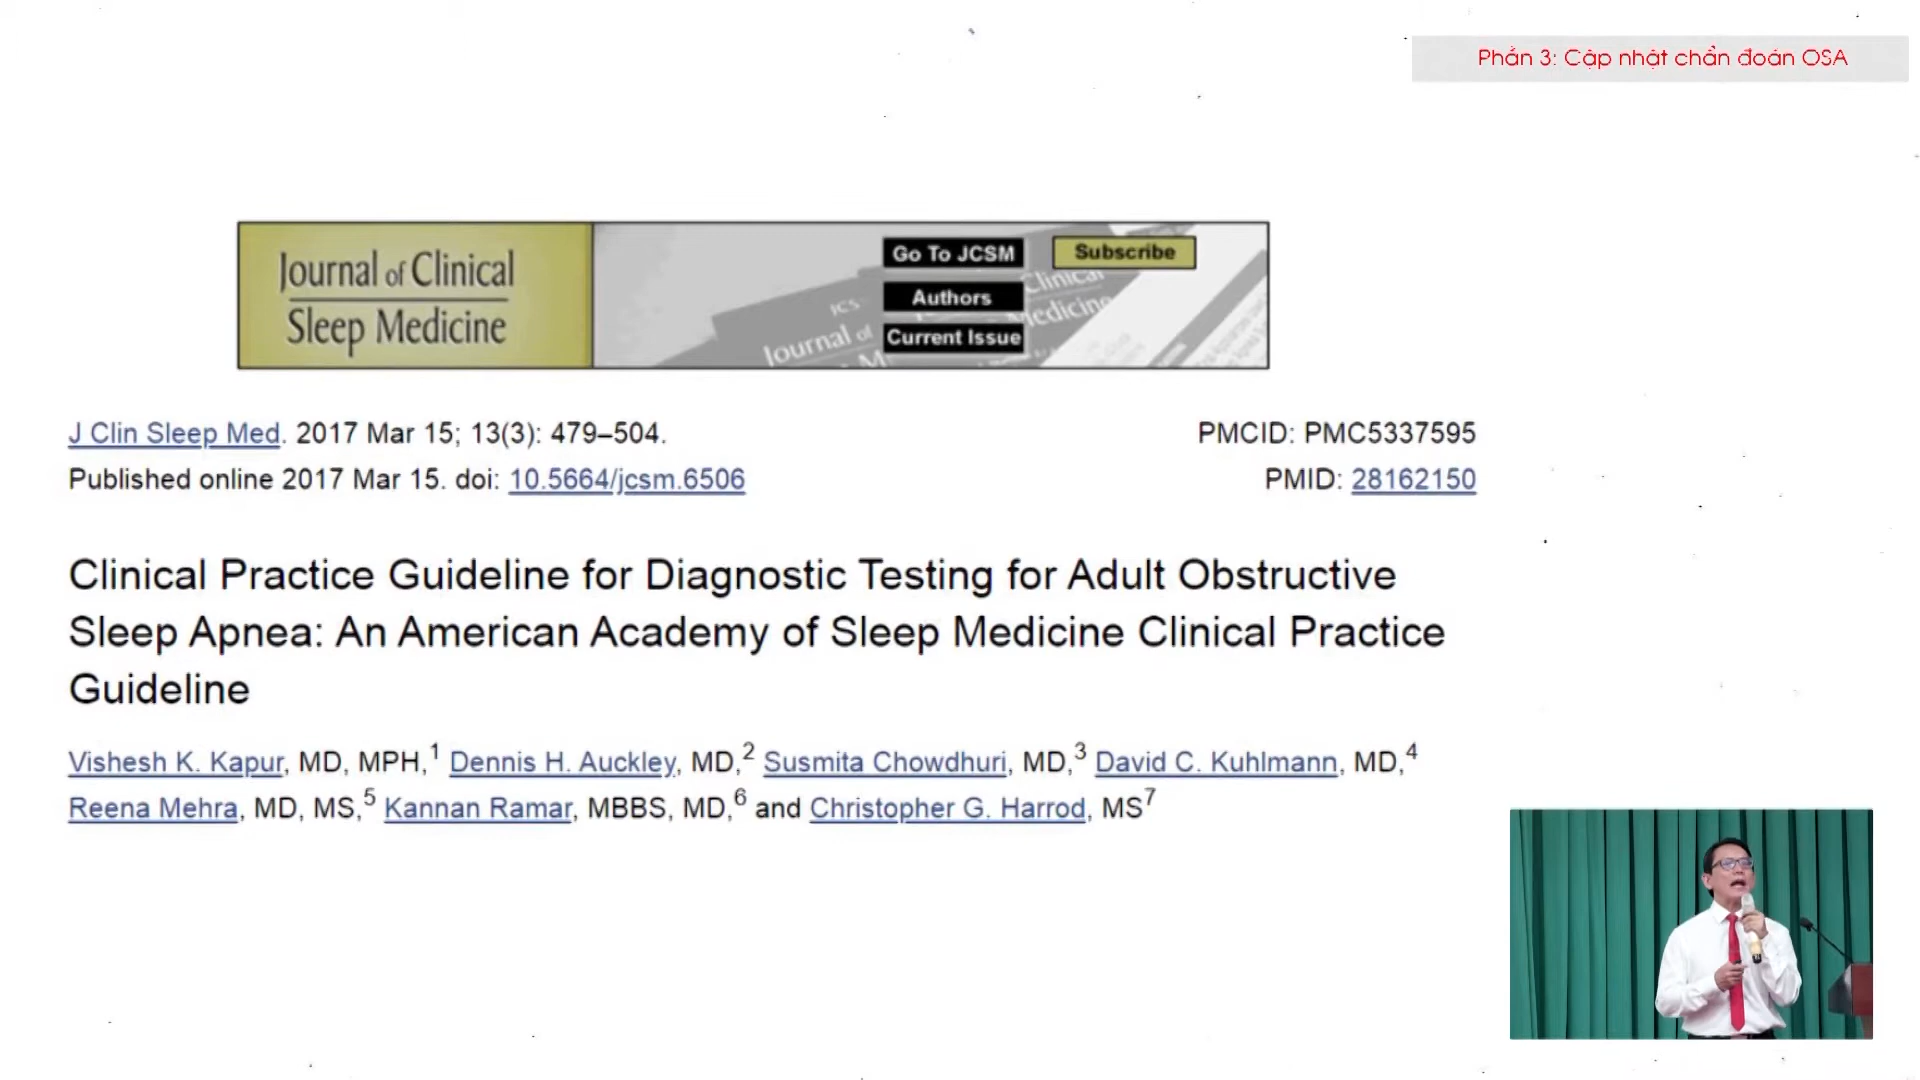 Phần 3: Cập nhật chẩn đoán OSA
Journal of Clinical
Sleep Medicine
Go To JCSM
Subscribe
Authors
Current Issue
Clinical
Medicine
Journal of
J Clin Sleep Med. 2017 Mar 15; 13(3): 479–504.
PMCID: PMC5337595
Published online 2017 Mar 15. doi: 10.5664/jcsm.6506
PMID: 28162150
Clinical Practice Guideline for Diagnostic Testing for Adult Obstructive
Sleep Apnea: An American Academy of Sleep Medicine Clinical Practice
Guideline
Vishesh K. Kapur, MD, MPH,1 Dennis H. Auckley, MD,2 Susmita Chowdhuri, MD,3 David C. Kuhlmann, MD,4
Reena Mehra, MD, MS,5 Kannan Ramar, MBBS, MD,6 and Christopher G. Harrod, MS7